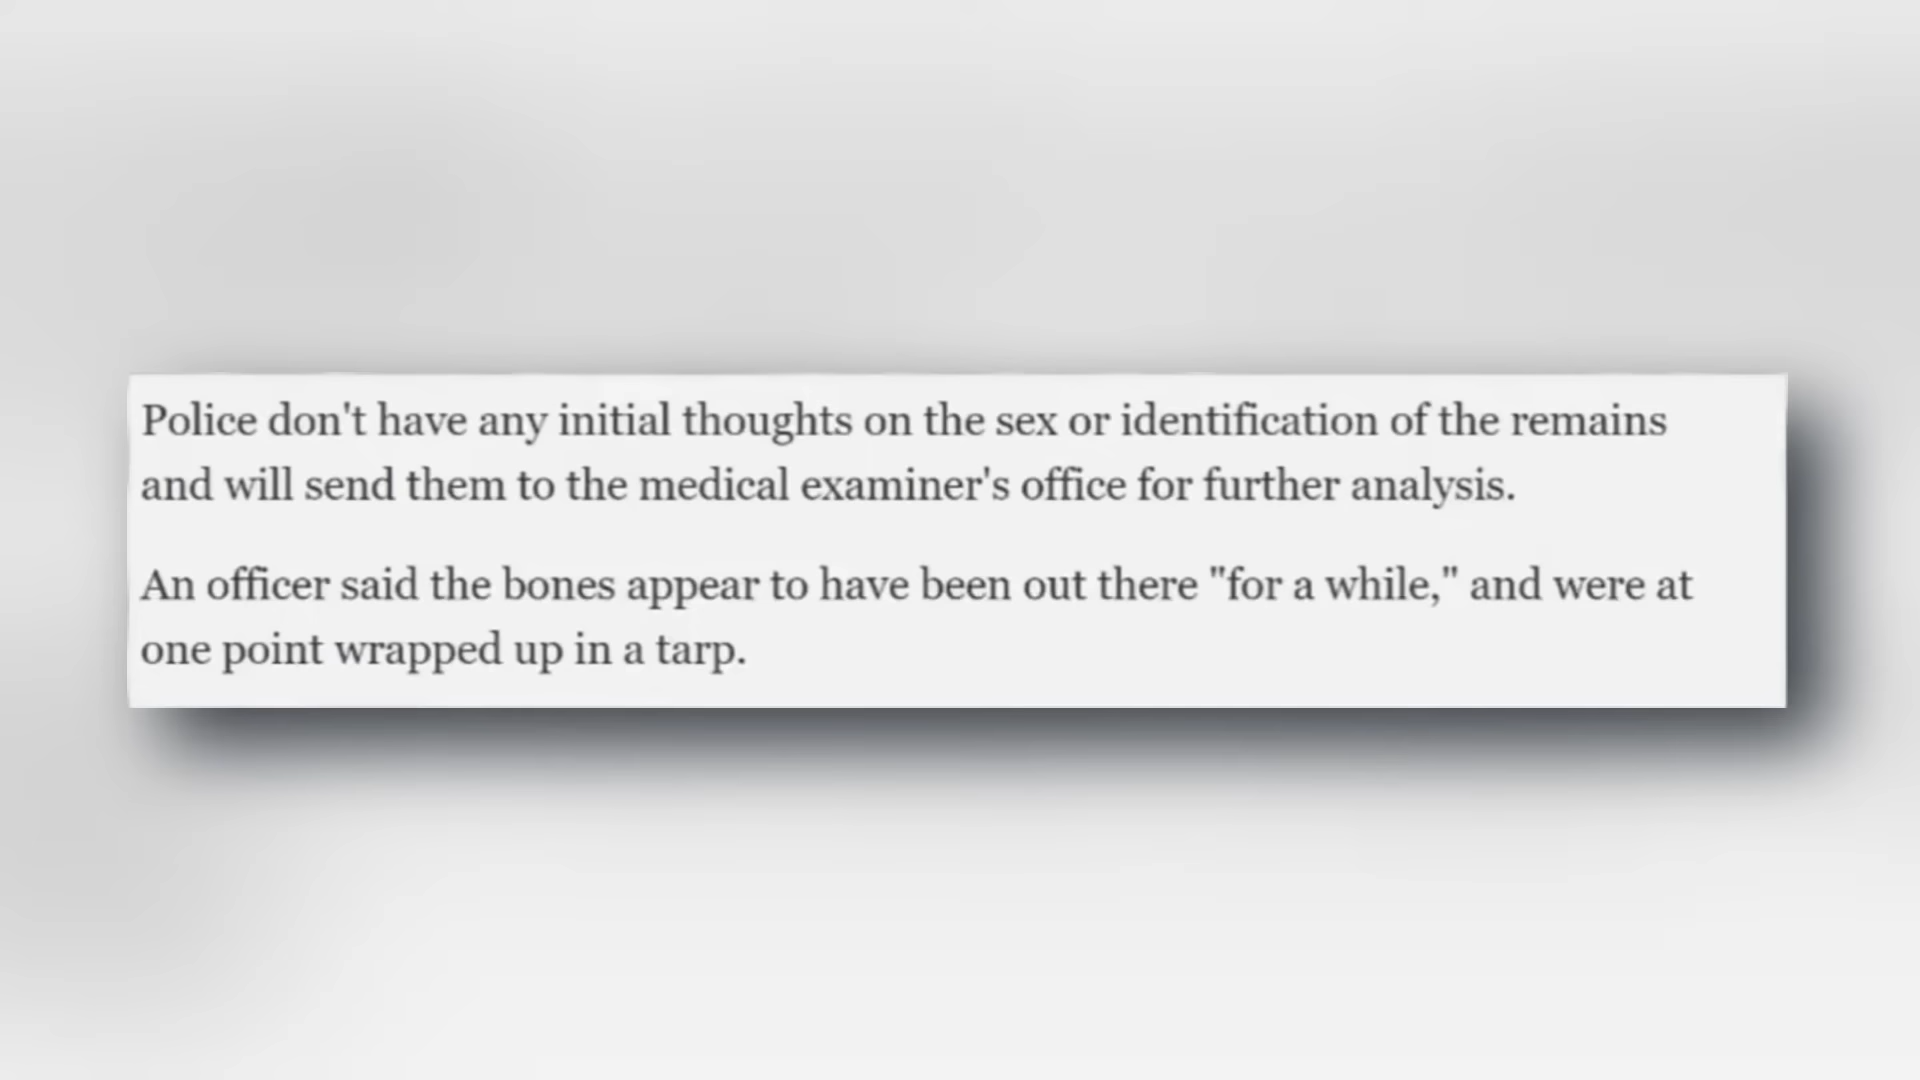 Police don't have any initial thoughts on the sex or identification of the remains
and will send them to the medical examiner's office for further analysis.
An officer said the bones appear to have been out there "for a while," and were at
one point wrapped up in a tarp.